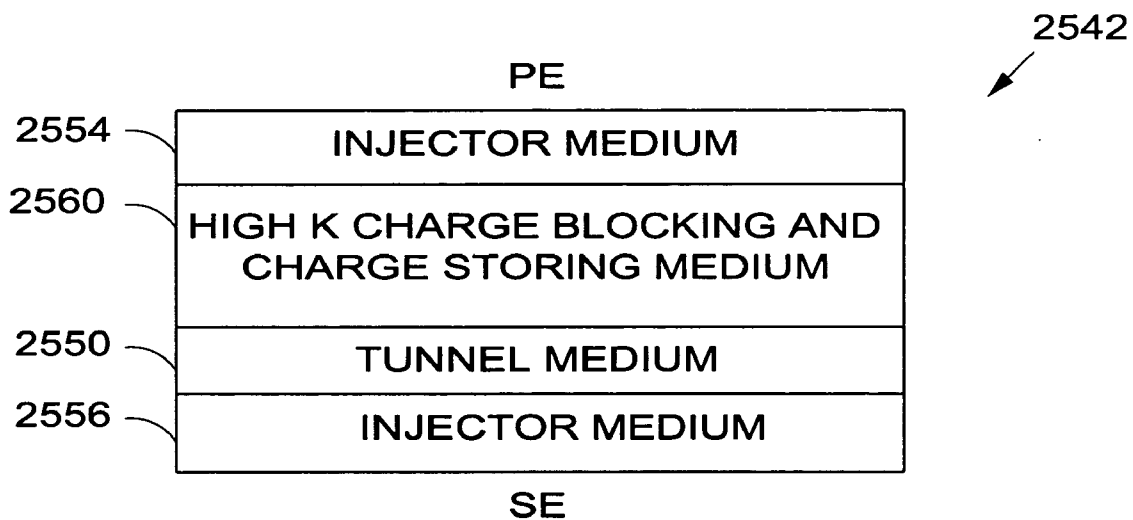 2542
PE
2554
INJECTOR MEDIUM
2560
HIGH K CHARGE BLOCKING AND
CHARGE STORING MEDIUM
2550
TUNNEL MEDIUM
2556
INJECTOR MEDIUM
SE